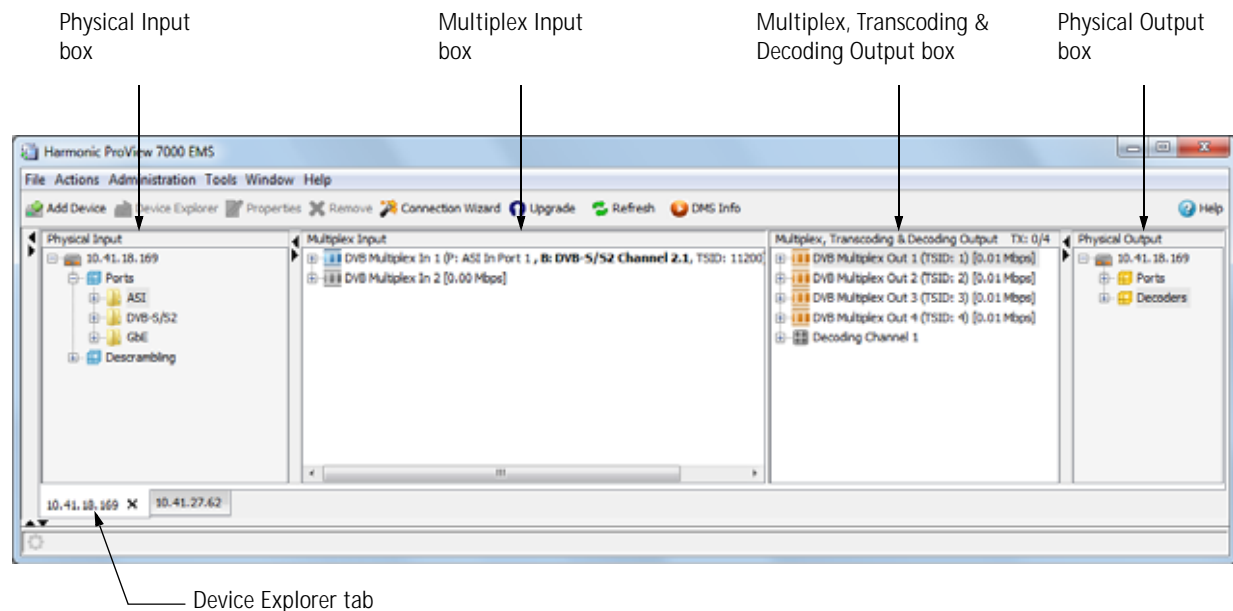 Physical Input
box
Multiplex Input
box
Multiplex, Transcoding &
Decoding Output box
Physical Output
box
Harmonic ProView 7000 EMS
File Actions Administration Tools Window Help
Add Device Device Explorer Properties Remove Connection Wizard Upgrade Refresh DMS Info Help
Physical Input
10.41.18.169
Ports
ASI
DVB-S/S2
GbE
Descrambling
Multiplex Input
DVB Multiplex In 1 (P: ASI In Port 1 , B: DVB-S/S2 Channel 2.1, TSID: 11200
DVB Multiplex In 2 [0.00 Mbps]
Multiplex, Transcoding & Decoding Output TX: 0/4
DVB Multiplex Out 1 (TSID: 1) [0.01 Mbps]
DVB Multiplex Out 2 (TSID: 2) [0.01 Mbps]
DVB Multiplex Out 3 (TSID: 3) [0.01 Mbps]
DVB Multiplex Out 4 (TSID: 4) [0.01 Mbps]
Decoding Channel 1
Physical Output
10.41.18.169
Ports
Decoders
10.41.18.169
10.41.27.62
Device Explorer tab